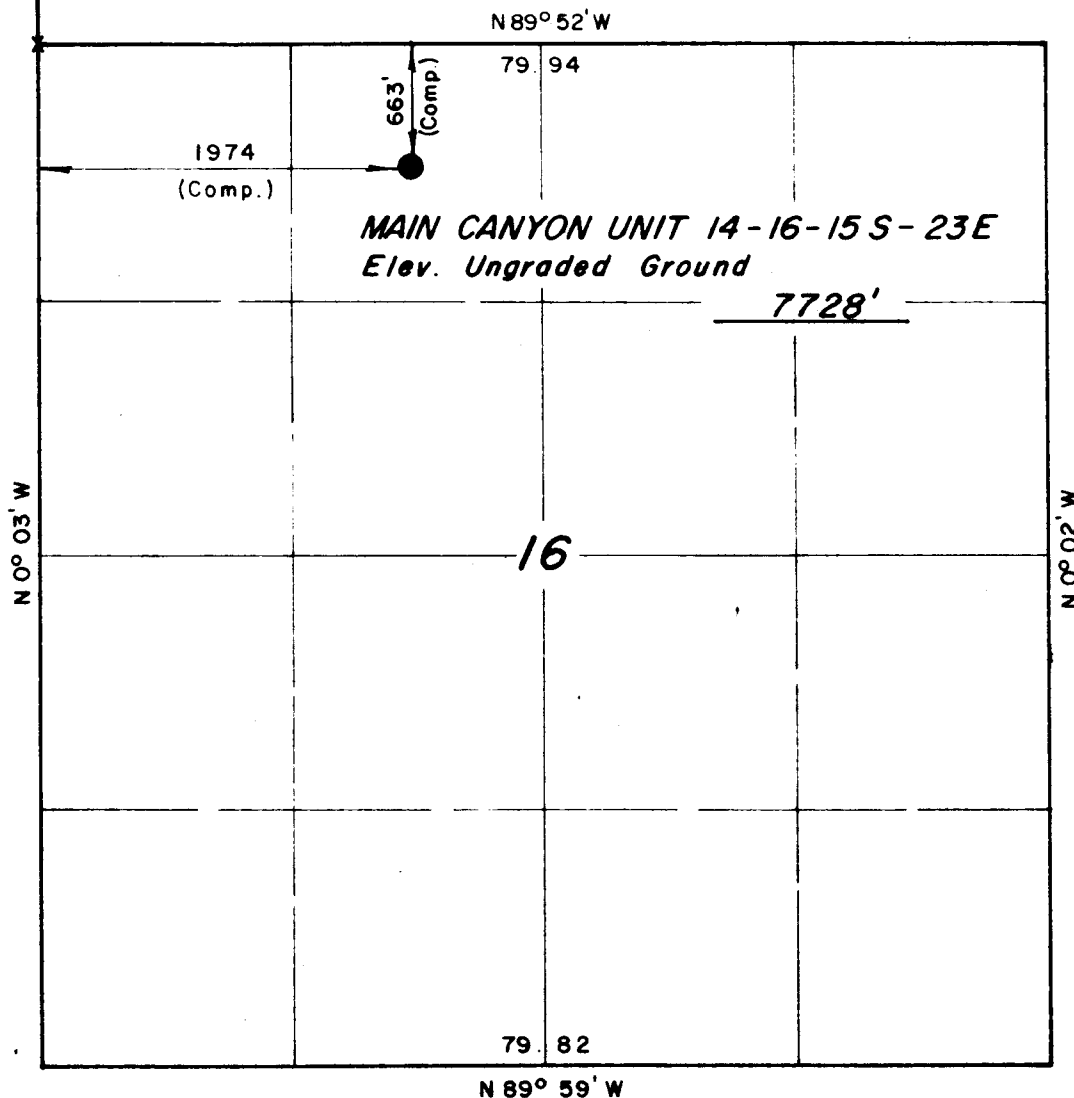 N 89° 52' W
79.94
663'
(Comp.)
1974
(Comp.)
MAIN CANYON UNIT 14-16-15 S-23E
Elev. Ungraded Ground
7728'
N 0° 03' W
16
N 0° 02' W
79.82
N 89° 59' W